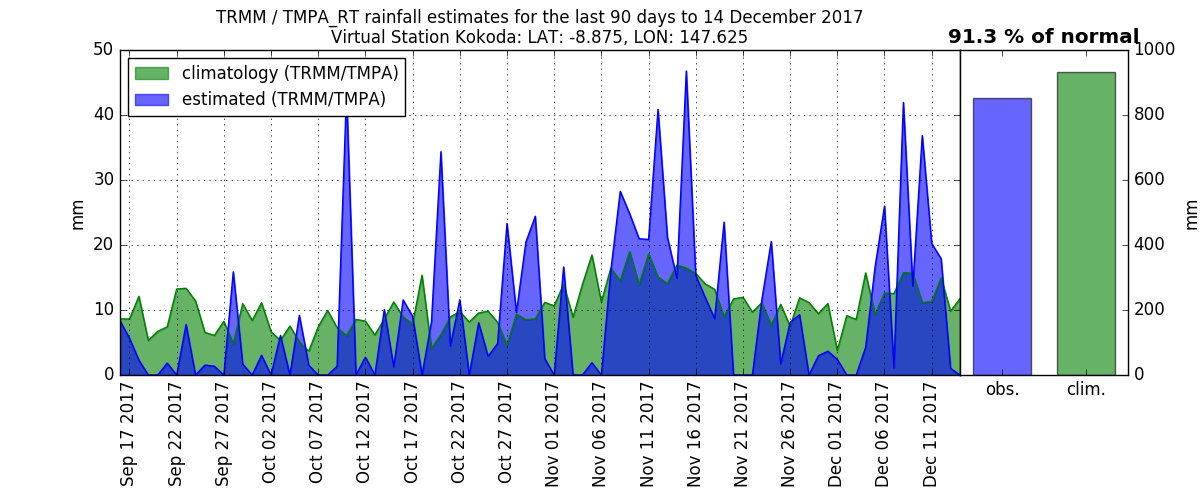 TRMM / TMPA_RT rainfall estimates for the last 90 days to 14 December 2017
Virtual Station Kokoda: LAT: -8.875, LON: 147.625
91.3 % of normal
climatology (TRMM/TMPA)
estimated (TRMM/TMPA)
50
40
30
20
10
0
mm
1000
800
600
400
200
0
mm
Sep 17 2017
Sep 22 2017
Sep 27 2017
Oct 02 2017
Oct 07 2017
Oct 12 2017
Oct 17 2017
Oct 22 2017
Oct 27 2017
Nov 01 2017
Nov 06 2017
Nov 11 2017
Nov 16 2017
Nov 21 2017
Nov 26 2017
Dec 01 2017
Dec 06 2017
Dec 11 2017
obs.
clim.